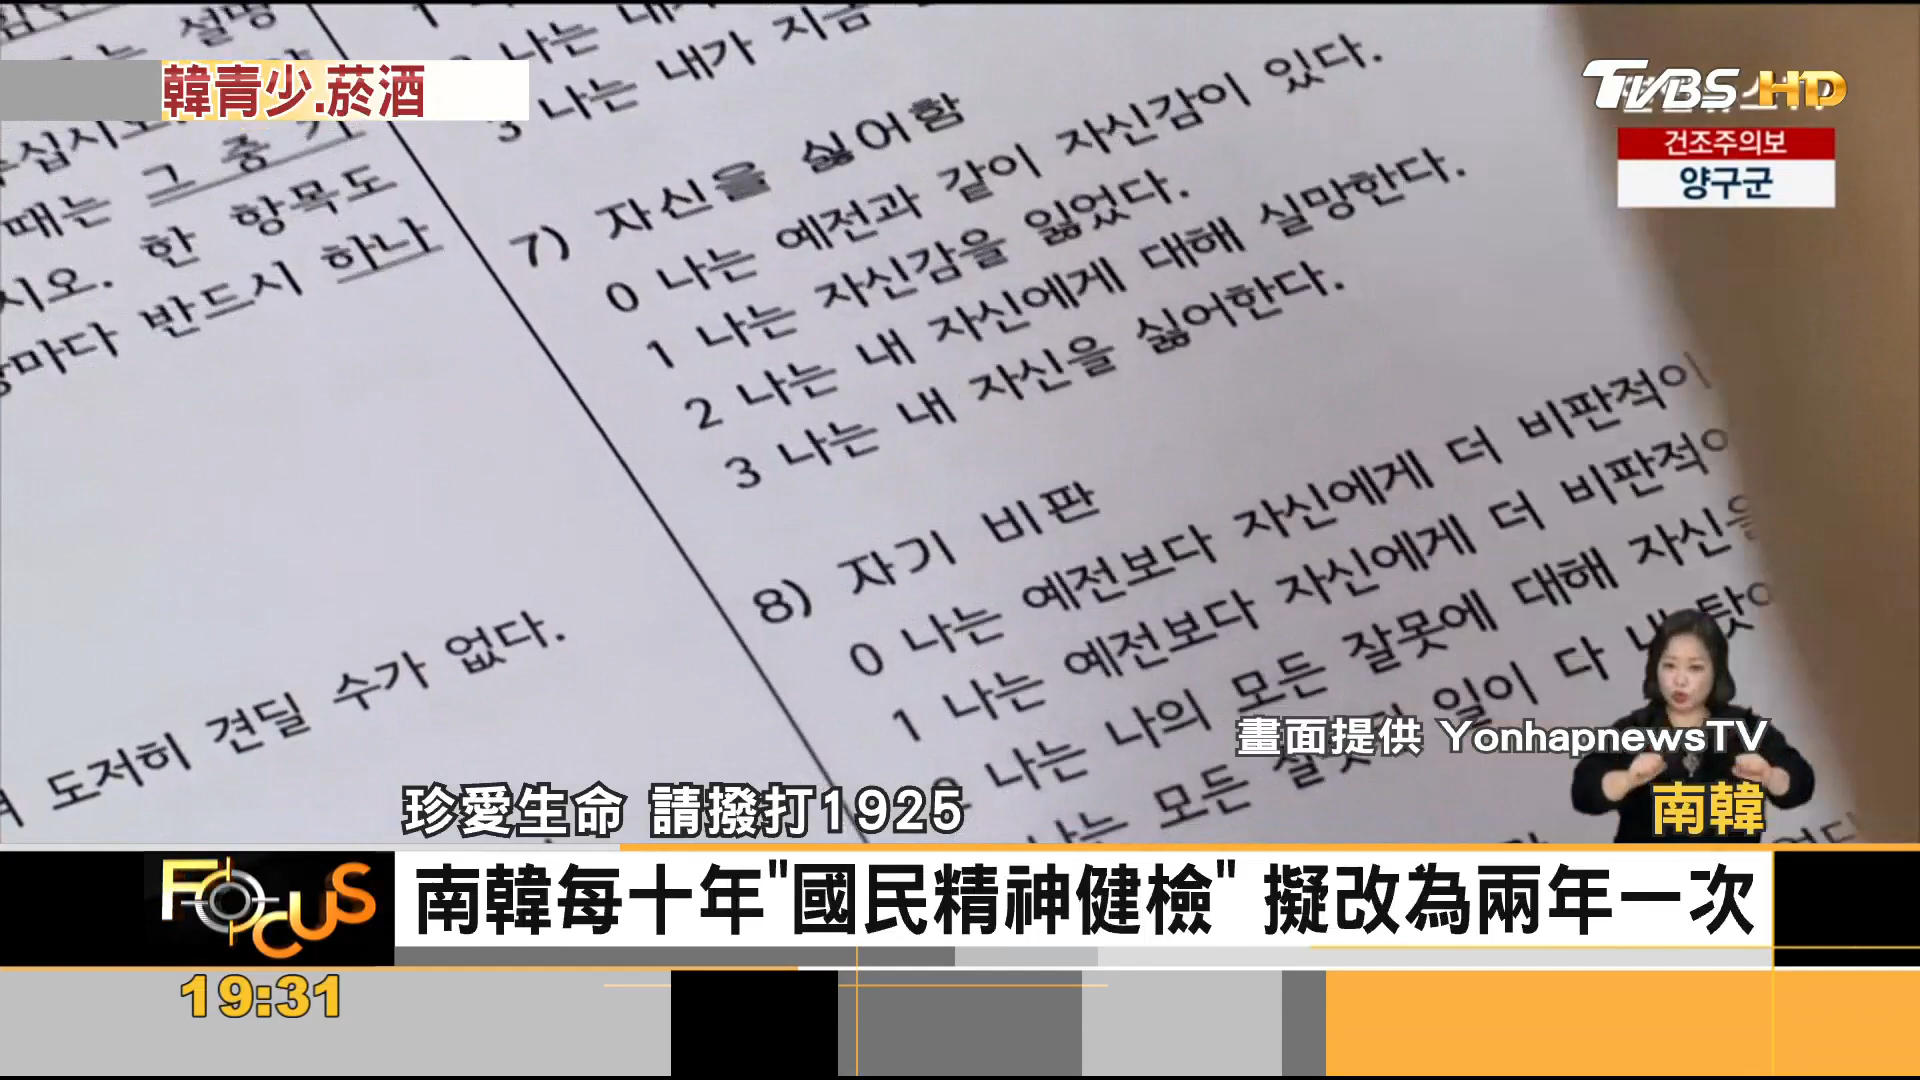 韓青少.菸酒
TVBS HD
건조주의보
양구군
설명
그 중 가
때는
한 항목도
마다 반드시 하나
도저히 견딜 수가 없다.
3 나는 내가 지금
7) 자신을 싫어함
0 나는 예전과 같이 자신감이 있다.
1 나는 자신감을 잃었다.
2 나는 내 자신에게 대해 실망한다.
3 나는 내 자신을 싫어한다.
8) 자기 비판
0 나는 예전보다 자신에게 더 비판적이
1 나는 예전보다 자신에게 더 비판적이
나는 나의 모든 잘못에 대해 자신을
나는 모든 일이 다 내 탓
畫面提供 YonhapnewsTV
南韓
珍愛生命 請撥打1925
FOCUS
南韓每十年"國民精神健檢" 擬改為兩年一次
19:31